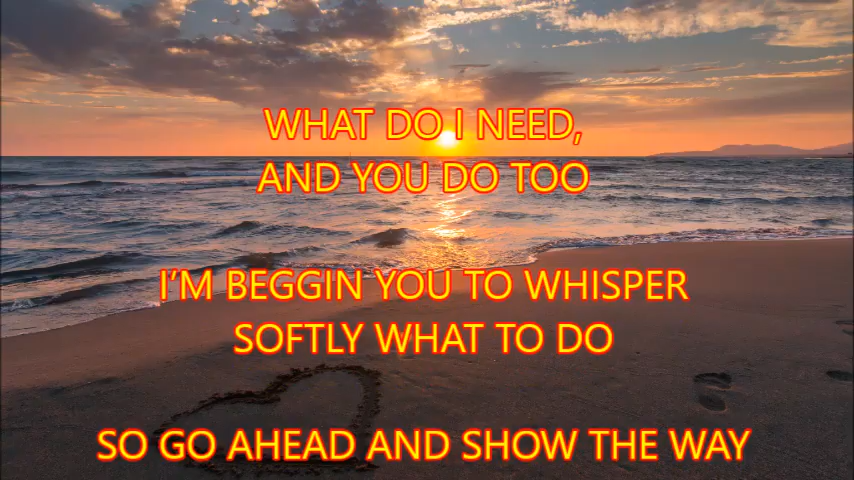 WHAT DO I NEED,
AND YOU DO TOO
I'M BEGGIN YOU TO WHISPER
SOFTLY WHAT TO DO
SO GO AHEAD AND SHOW THE WAY